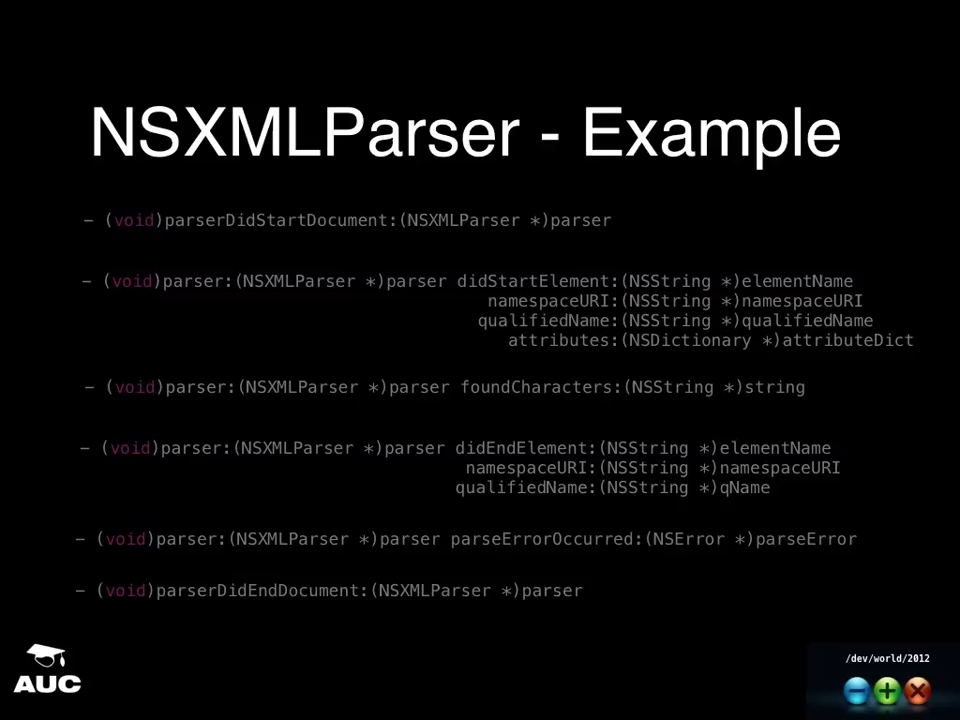 NSXMLParser - Example
- (void)parserDidStartDocument:(NSXMLParser *)parser
- (void)parser:(NSXMLParser *)parser didStartElement:(NSString *)elementName
namespaceURI:(NSString *)namespaceURI
qualifiedName:(NSString *)qualifiedName
attributes:(NSDictionary *)attributeDict
- (void)parser:(NSXMLParser *)parser foundCharacters:(NSString *)string
- (void)parser:(NSXMLParser *)parser didEndElement:(NSString *)elementName
namespaceURI:(NSString *)namespaceURI
qualifiedName:(NSString *)qName
- (void)parser:(NSXMLParser *)parser parseErrorOccurred:(NSError *)parseError
- (void)parserDidEndDocument:(NSXMLParser *)parser
AUC
/dev/world/2012